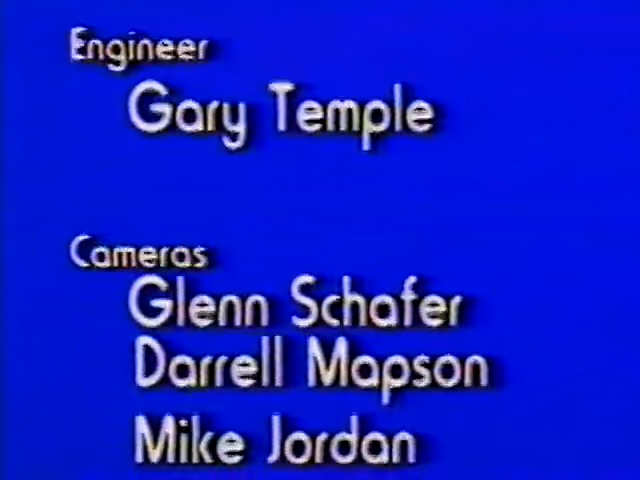 Engineer
Gary Temple
Cameras
Glenn Schafer
Darrell Mapson
Mike Jordan